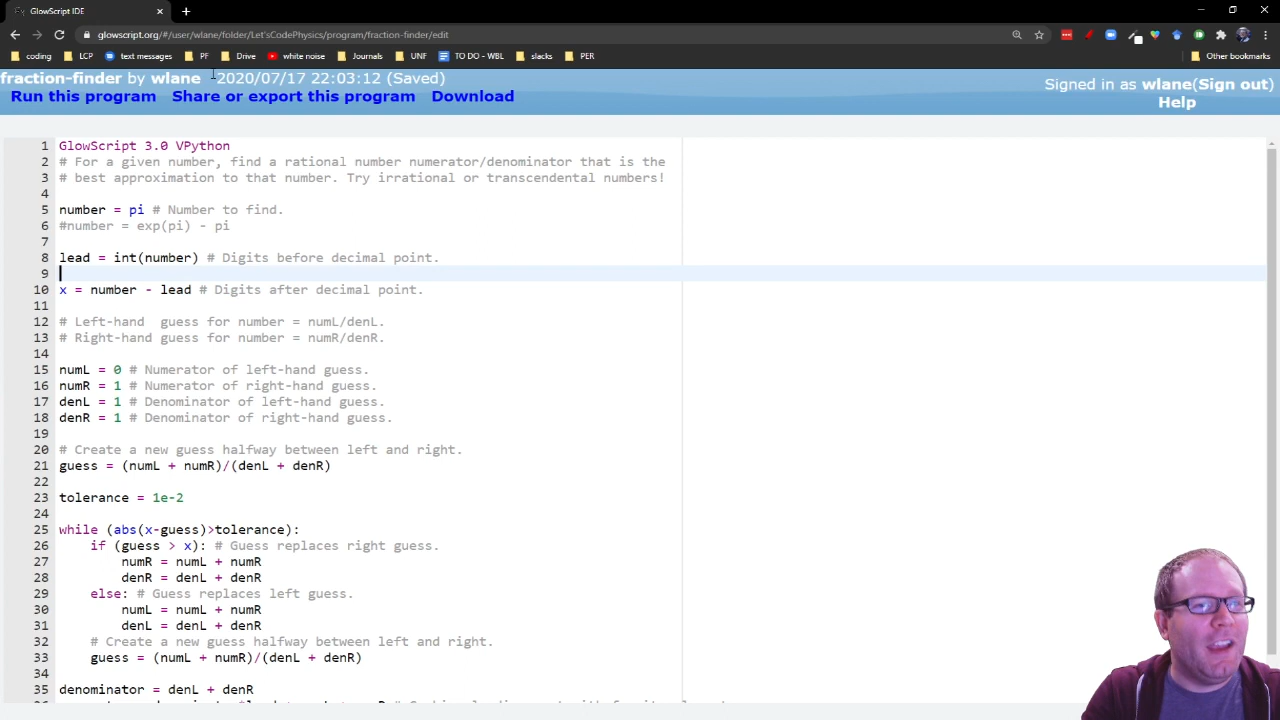 GlowScript IDE
glowscript.org/#/user/wlane/folder/Let'sCodePhysics/program/fraction-finder/edit
coding LCP text messages PF Drive white noise Journals UNF TO DO - WBL slacks PER Other bookmarks
fraction-finder by wlane 2020/07/17 22:03:12 (Saved) Signed in as wlane(Sign out)
Run this program Share or export this program Download Help
1 GlowScript 3.0 VPython
2 # For a given number, find a rational number numerator/denominator that is the
3 # best approximation to that number. Try irrational or transcendental numbers!
4
5 number = pi # Number to find.
6 #number = exp(pi) - pi
7
8 lead = int(number) # Digits before decimal point.
9
10 x = number - lead # Digits after decimal point.
11
12 # Left-hand  guess for number = numL/denL.
13 # Right-hand guess for number = numR/denR.
14
15 numL = 0 # Numerator of left-hand guess.
16 numR = 1 # Numerator of right-hand guess.
17 denL = 1 # Denominator of left-hand guess.
18 denR = 1 # Denominator of right-hand guess.
19
20 # Create a new guess halfway between left and right.
21 guess = (numL + numR)/(denL + denR)
22
23 tolerance = 1e-2
24
25 while (abs(x-guess)>tolerance):
26     if (guess > x): # Guess replaces right guess.
27         numR = numL + numR
28         denR = denL + denR
29     else: # Guess replaces left guess.
30         numL = numL + numR
31         denL = denL + denR
32     # Create a new guess halfway between left and right.
33     guess = (numL + numR)/(denL + denR)
34
35 denominator = denL + denR